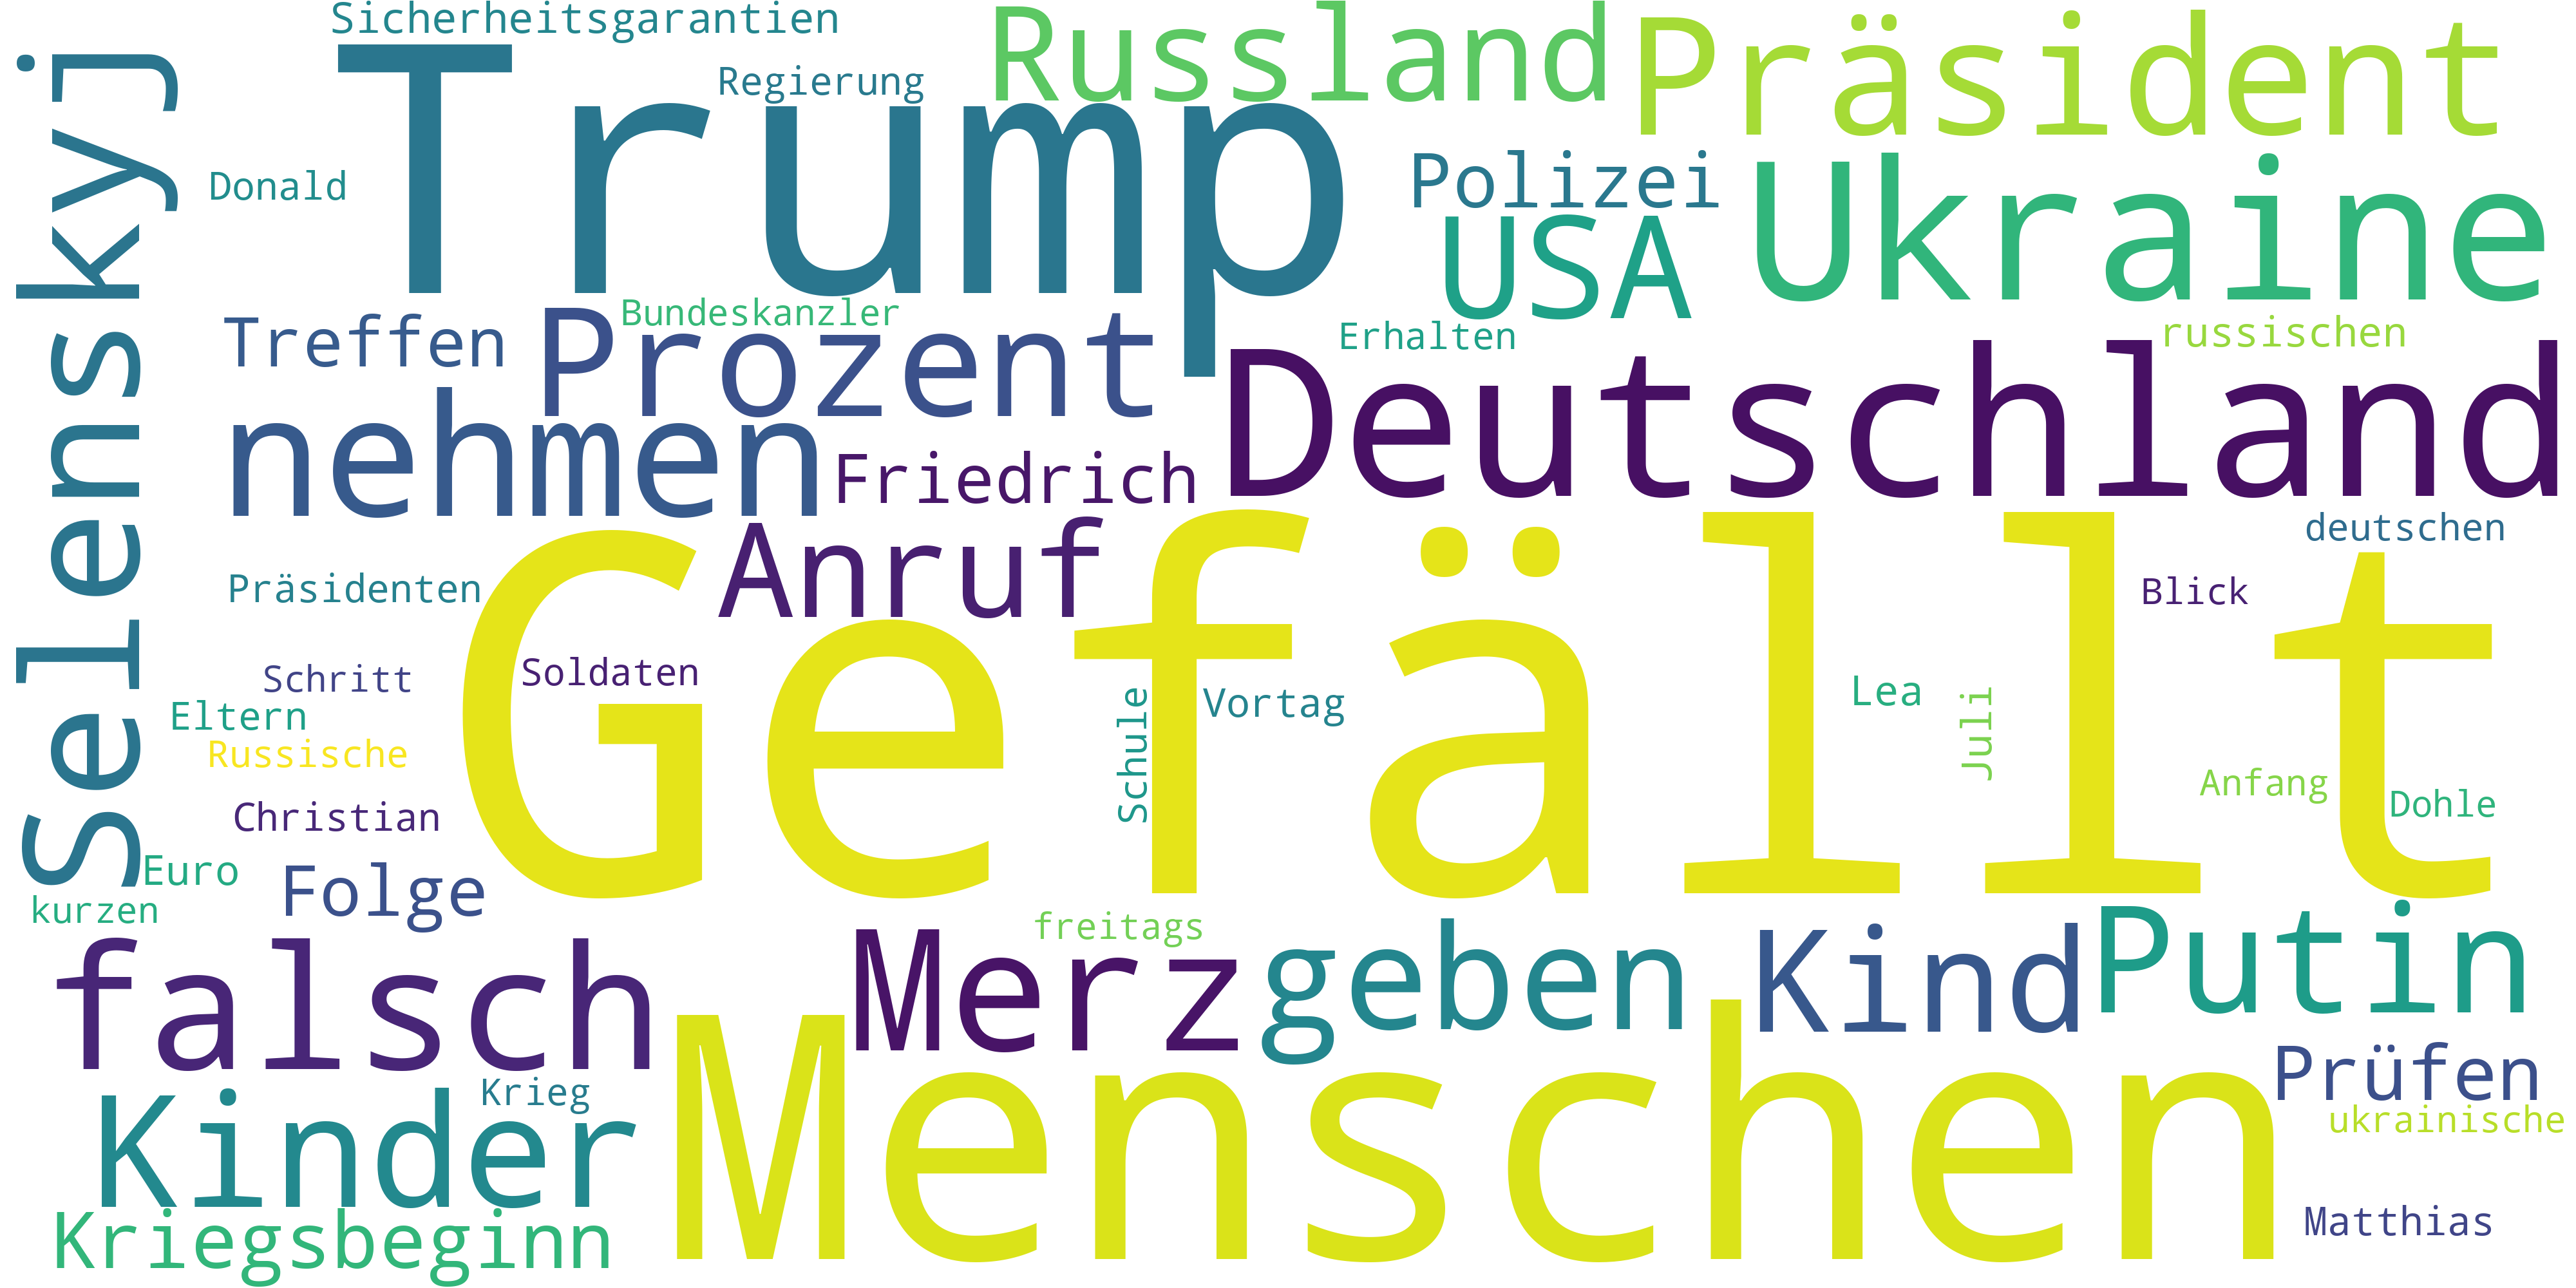 Sicherheitsgarantien
Russland
Präsident
Trump
Regierung
Selenskyj
Donald
Polizei
Ukraine
USA
Treffen
Bundeskanzler
Prozent
Erhalten
russischen
Deutschland
nehmen
Friedrich
Anruf
Gefällt
deutschen
Präsidenten
Blick
Schritt
Soldaten
Eltern
Schule
Vortag
Lea
Juli
Russische
Anfang
Christian
Dohle
Euro
Folge
kurzen
freitags
falsch
Merz
geben
Kind
Putin
Menschen
Krieg
Prüfen
Kinder
ukrainische
Kriegsbeginn
Matthias